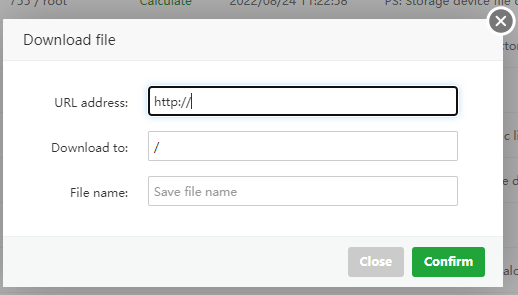 755 / root Calculate 2022/08/24 11:22:58 PS: Storage device file
Download file
URL address: http://
Download to: /
File name: Save file name
Close Confirm